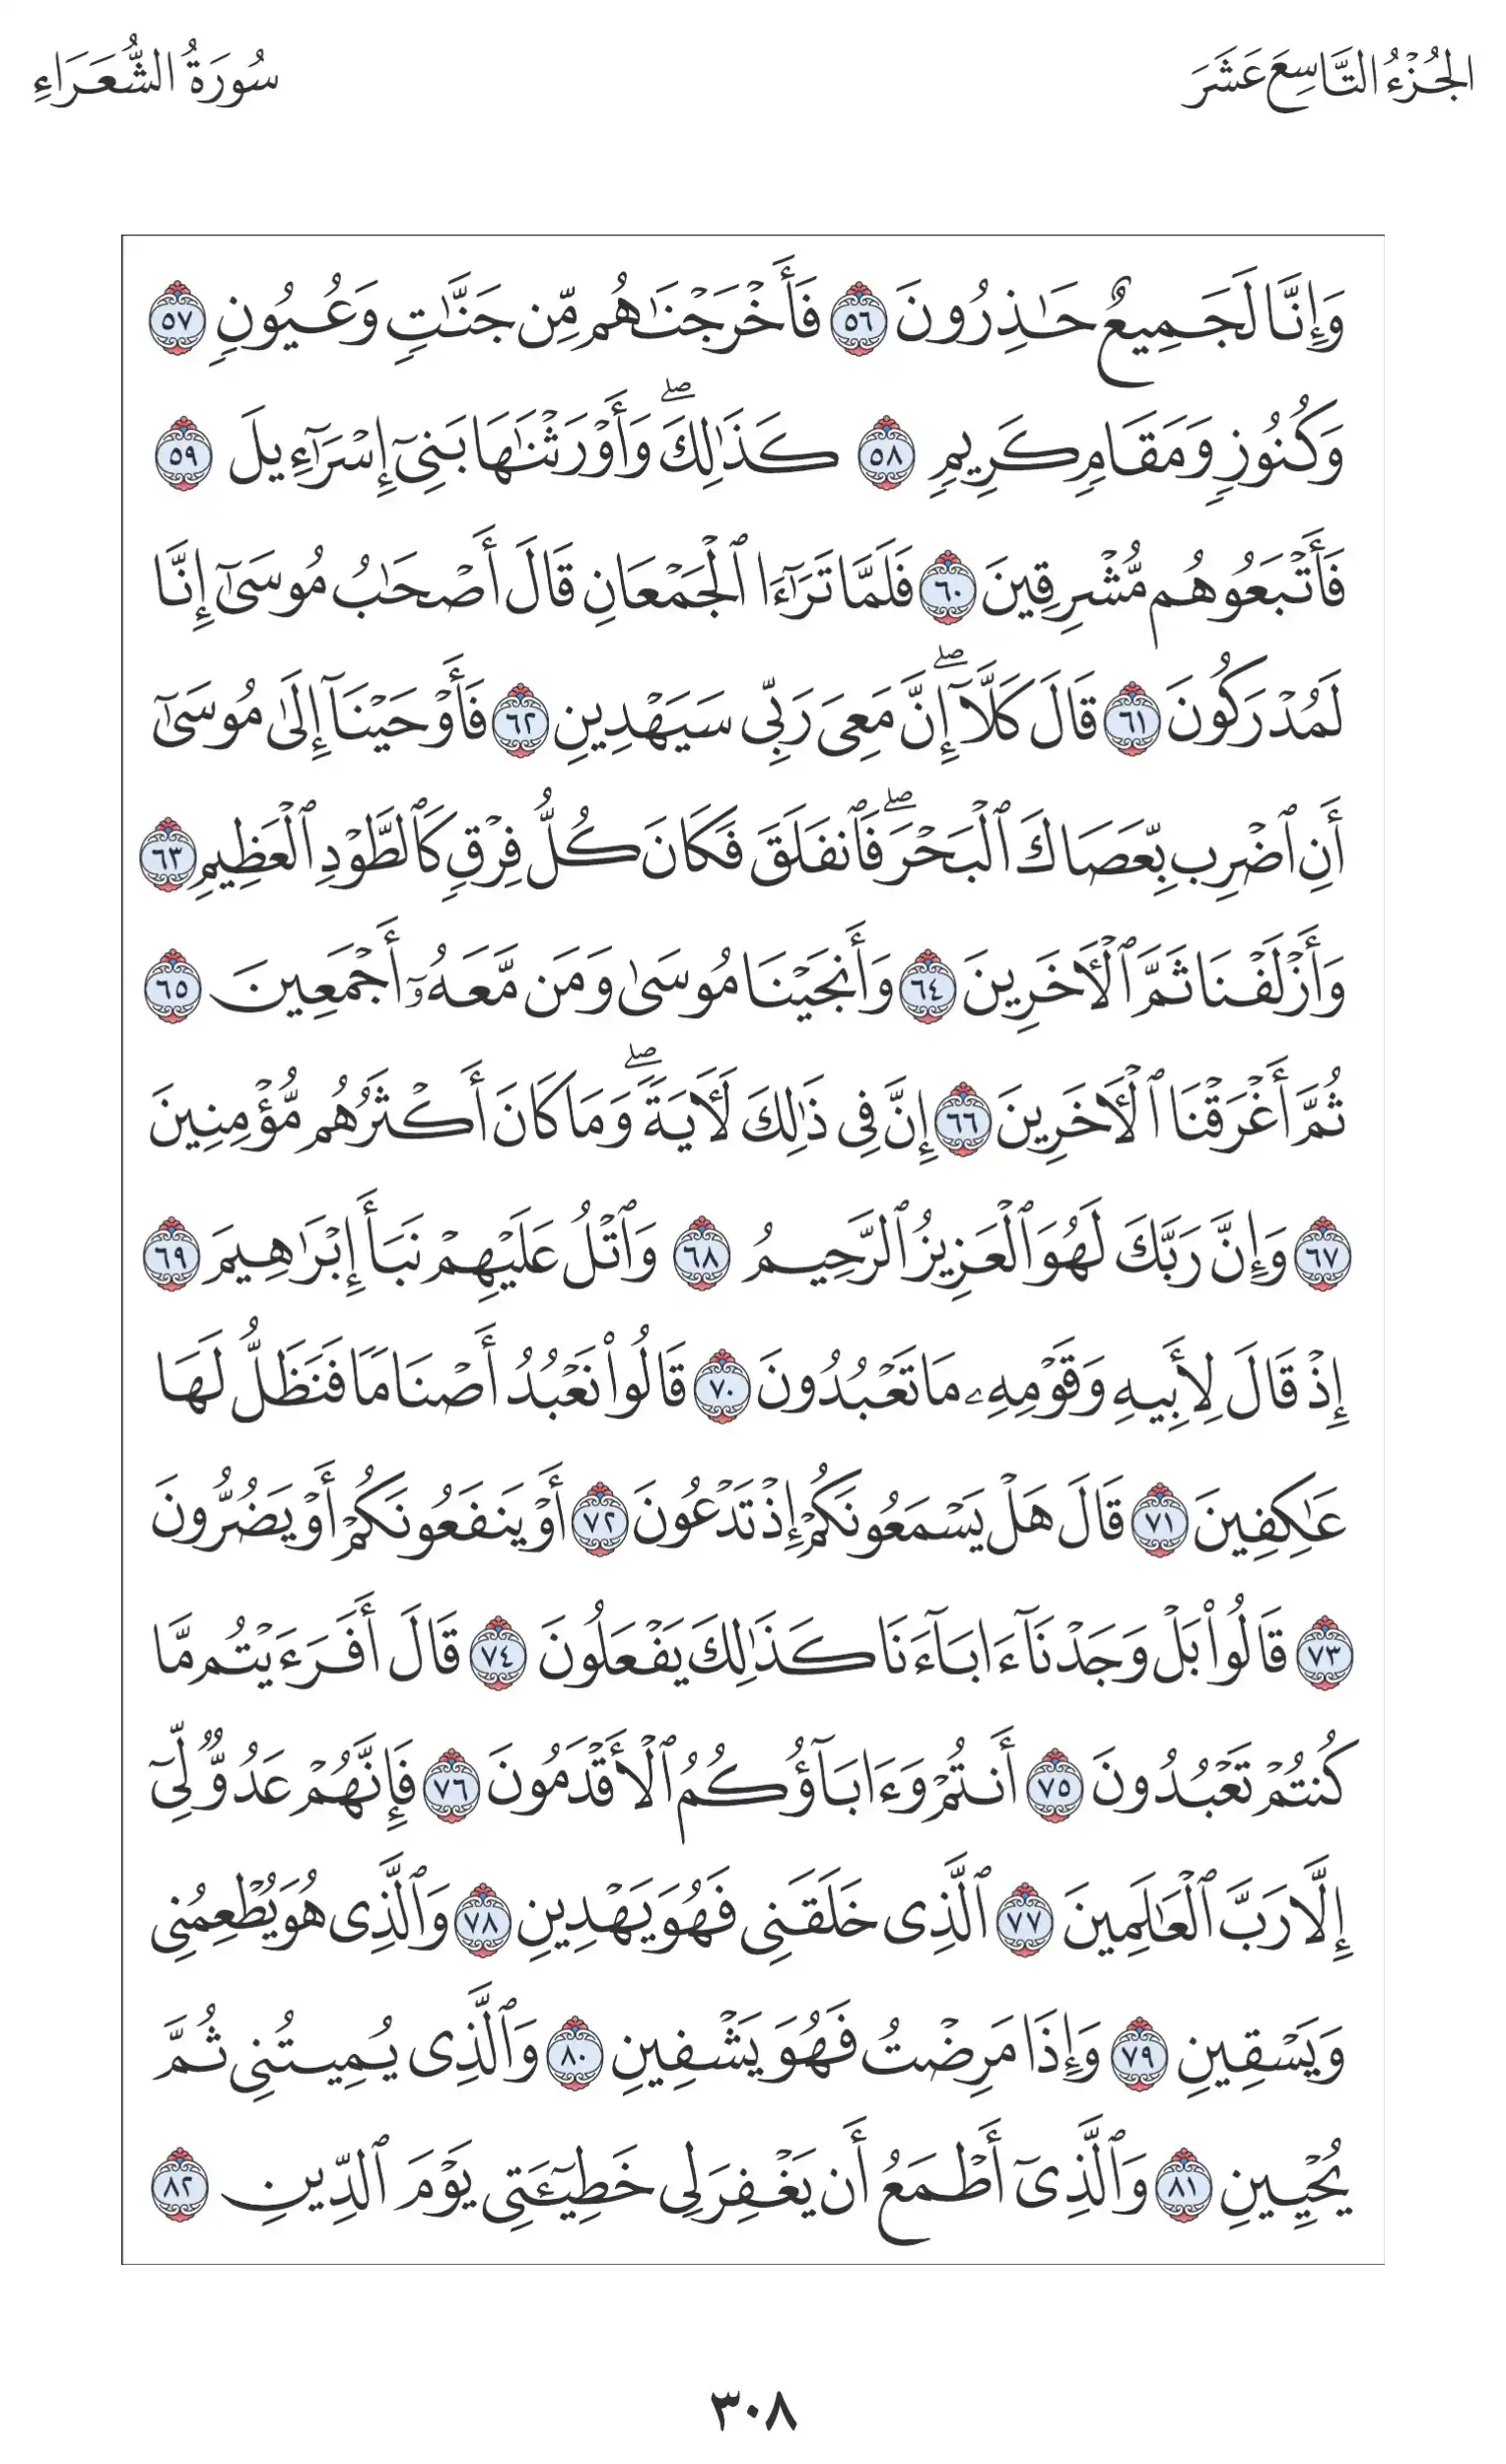 الجُزْءُ التَّاسِعَ عَشَرَ
سُورَةُ الشُّعَرَاءِ
وَإِنَّا لَجَمِيعٌ حَٰذِرُونَ ٥٦ فَأَخْرَجْنَٰهُم مِّن جَنَّٰتٍ وَعُيُونٍ ٥٧
وَكُنُوزٍ وَمَقَامٍ كَرِيمٍ ٥٨ كَذَٰلِكَۖ وَأَوْرَثْنَٰهَا بَنِىٓ إِسْرَٰٓءِيلَ ٥٩
فَأَتْبَعُوهُم مُّشْرِقِينَ ٦٠ فَلَمَّا تَرَٰٓءَا ٱلْجَمْعَانِ قَالَ أَصْحَٰبُ مُوسَىٰٓ إِنَّا
لَمُدْرَكُونَ ٦١ قَالَ كَلَّآۖ إِنَّ مَعِىَ رَبِّى سَيَهْدِينِ ٦٢ فَأَوْحَيْنَآ إِلَىٰ مُوسَىٰٓ
أَنِ ٱضْرِب بِّعَصَاكَ ٱلْبَحْرَۖ فَٱنفَلَقَ فَكَانَ كُلُّ فِرْقٍ كَٱلطَّوْدِ ٱلْعَظِيمِ ٦٣
وَأَزْلَفْنَا ثَمَّ ٱلْأَخَرِينَ ٦٤ وَأَنجَيْنَا مُوسَىٰ وَمَن مَّعَهُۥٓ أَجْمَعِينَ ٦٥
ثُمَّ أَغْرَقْنَا ٱلْأَخَرِينَ ٦٦ إِنَّ فِى ذَٰلِكَ لَأَيَةًۖ وَمَا كَانَ أَكْثَرُهُم مُّؤْمِنِينَ
٦٧ وَإِنَّ رَبَّكَ لَهُوَ ٱلْعَزِيزُ ٱلرَّحِيمُ ٦٨ وَٱتْلُ عَلَيْهِمْ نَبَأَ إِبْرَٰهِيمَ ٦٩
إِذْ قَالَ لِأَبِيهِ وَقَوْمِهِۦ مَا تَعْبُدُونَ ٧٠ قَالُوا۟ نَعْبُدُ أَصْنَامًا فَنَظَلُّ لَهَا
عَٰكِفِينَ ٧١ قَالَ هَلْ يَسْمَعُونَكُمْ إِذْ تَدْعُونَ ٧٢ أَوْ يَنفَعُونَكُمْ أَوْ يَضُرُّونَ
٧٣ قَالُوا۟ بَلْ وَجَدْنَآ ءَابَآءَنَا كَذَٰلِكَ يَفْعَلُونَ ٧٤ قَالَ أَفَرَءَيْتُم مَّا
كُنتُمْ تَعْبُدُونَ ٧٥ أَنتُمْ وَءَابَآؤُكُمُ ٱلْأَقْدَمُونَ ٧٦ فَإِنَّهُمْ عَدُوٌّ لِّىٓ
إِلَّا رَبَّ ٱلْعَٰلَمِينَ ٧٧ ٱلَّذِى خَلَقَنِى فَهُوَ يَهْدِينِ ٧٨ وَٱلَّذِى هُوَ يُطْعِمُنِى
وَيَسْقِينِ ٧٩ وَإِذَا مَرِضْتُ فَهُوَ يَشْفِينِ ٨٠ وَٱلَّذِى يُمِيتُنِى ثُمَّ
يُحْيِينِ ٨١ وَٱلَّذِىٓ أَطْمَعُ أَن يَغْفِرَ لِى خَطِيٓـَٔتِى يَوْمَ ٱلدِّينِ ٨٢
٣٠٨